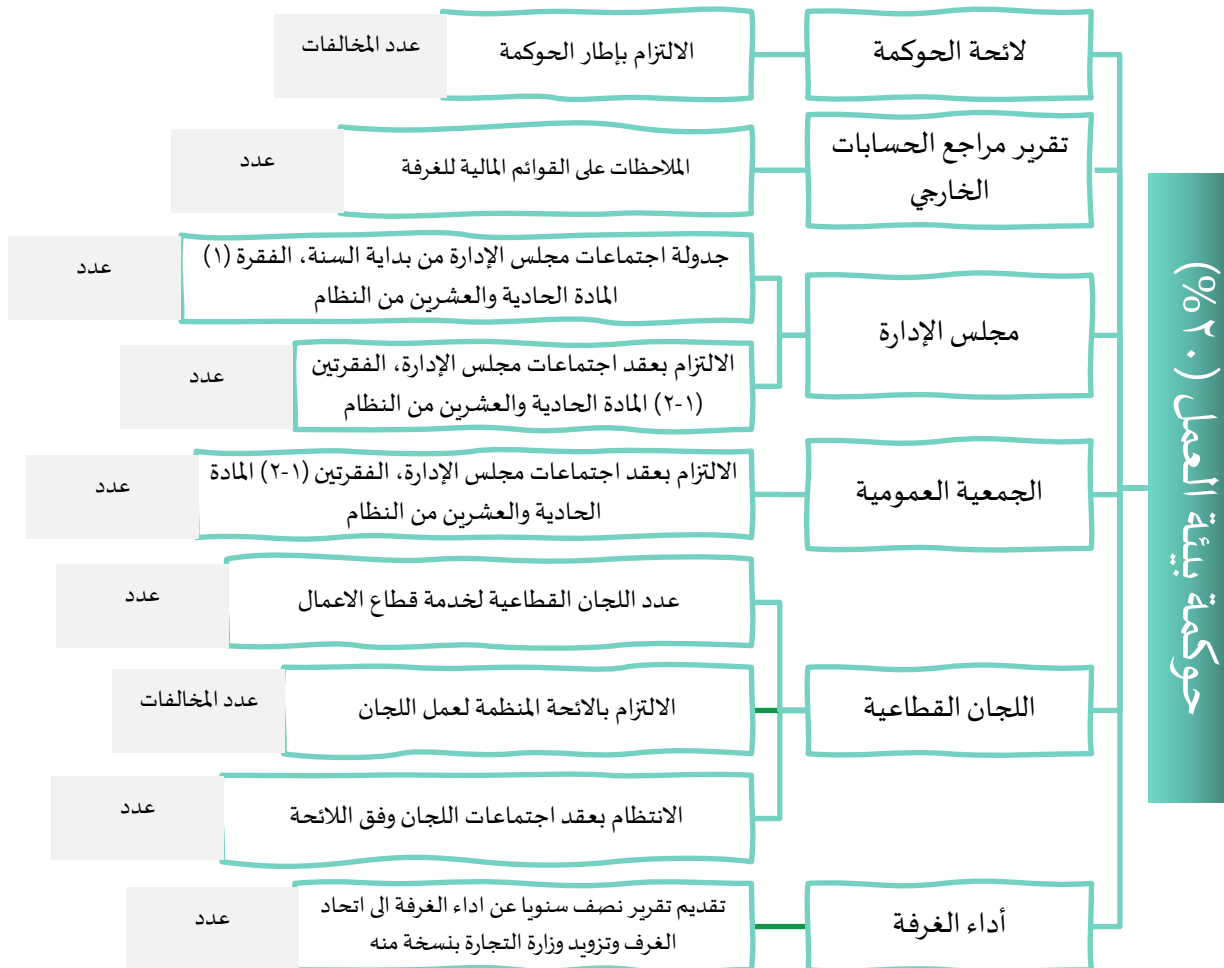 حوكمة بيئة العمل (٢٠%)
لائحة الحوكمة
الالتزام بإطار الحوكمة
عدد المخالفات
تقرير مراجع الحسابات
الخارجي
الملاحظات على القوائم المالية للغرفة
عدد
مجلس الإدارة
جدولة اجتماعات مجلس الإدارة من بداية السنة، الفقرة (١)
المادة الحادية والعشرين من النظام
عدد
الالتزام بعقد اجتماعات مجلس الإدارة، الفقرتين
(١-٢) المادة الحادية والعشرين من النظام
عدد
الجمعية العمومية
الالتزام بعقد اجتماعات مجلس الإدارة، الفقرتين (١-٢) المادة
الحادية والعشرين من النظام
عدد
اللجان القطاعية
عدد اللجان القطاعية لخدمة قطاع الاعمال
عدد
الالتزام بالائحة المنظمة لعمل اللجان
عدد المخالفات
الانتظام بعقد اجتماعات اللجان وفق اللائحة
عدد
أداء الغرفة
تقديم تقرير نصف سنويا عن اداء الغرفة الى اتحاد
الغرف وتزويد وزارة التجارة بنسخة منه
عدد